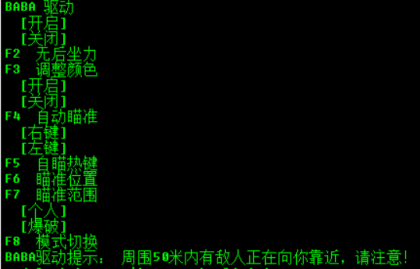 BABA 驱动
[开启]
[关闭]
F2 无后坐力
F3 调整颜色
[开启]
[关闭]
F4 自动瞄准
[右键]
[左键]
F5 自瞄热键
F6 瞄准位置
F7 瞄准范围
[个人]
[爆破]
F8 模式切换
BABA驱动提示： 周围50米内有敌人正在向你靠近，请注意！